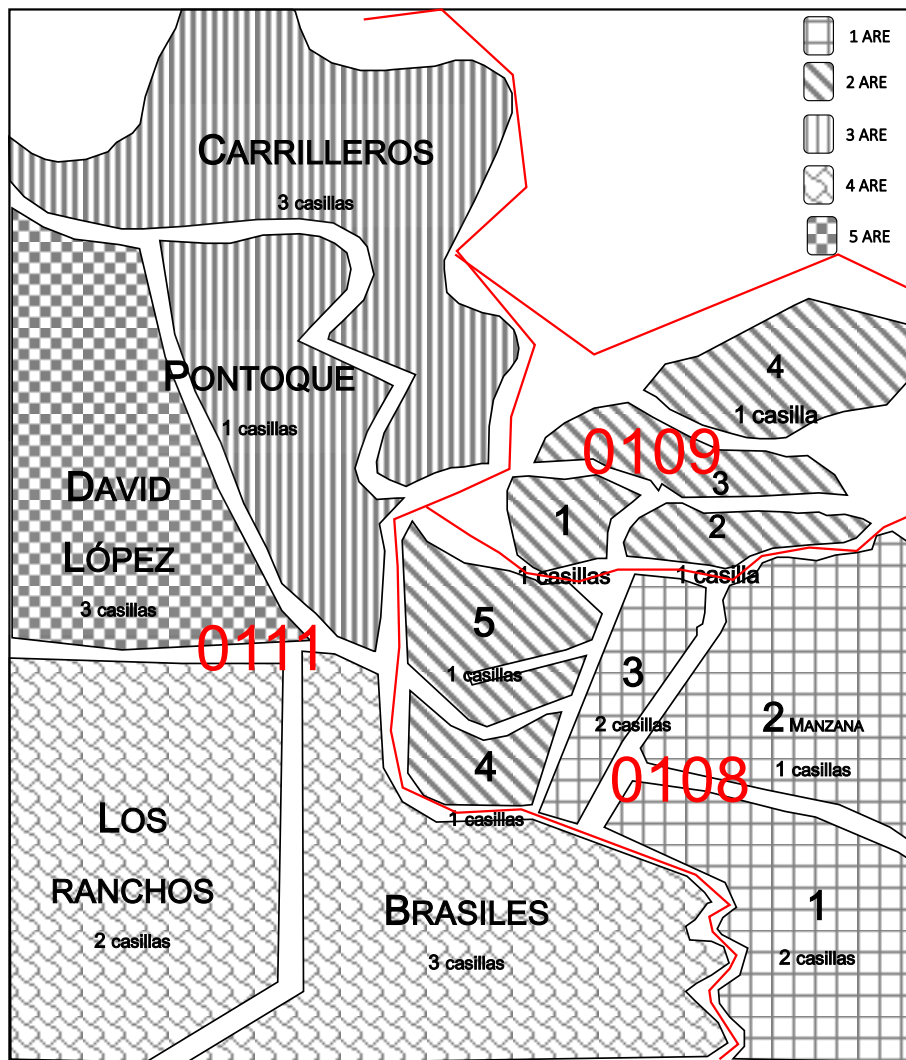 1 ARE
2 ARE
3 ARE
4 ARE
5 ARE
CARRILLEROS
3 casillas
PONTOQUE
1 casillas
DAVID
LÓPEZ
3 casillas
0111
4
1 casilla
0109
3
1
1 casillas
2
1 casilla
5
1 casillas
3
2 casillas
2 MANZANA
1 casillas
4
1 casillas
0108
LOS
RANCHOS
2 casillas
BRASILES
3 casillas
1
2 casillas